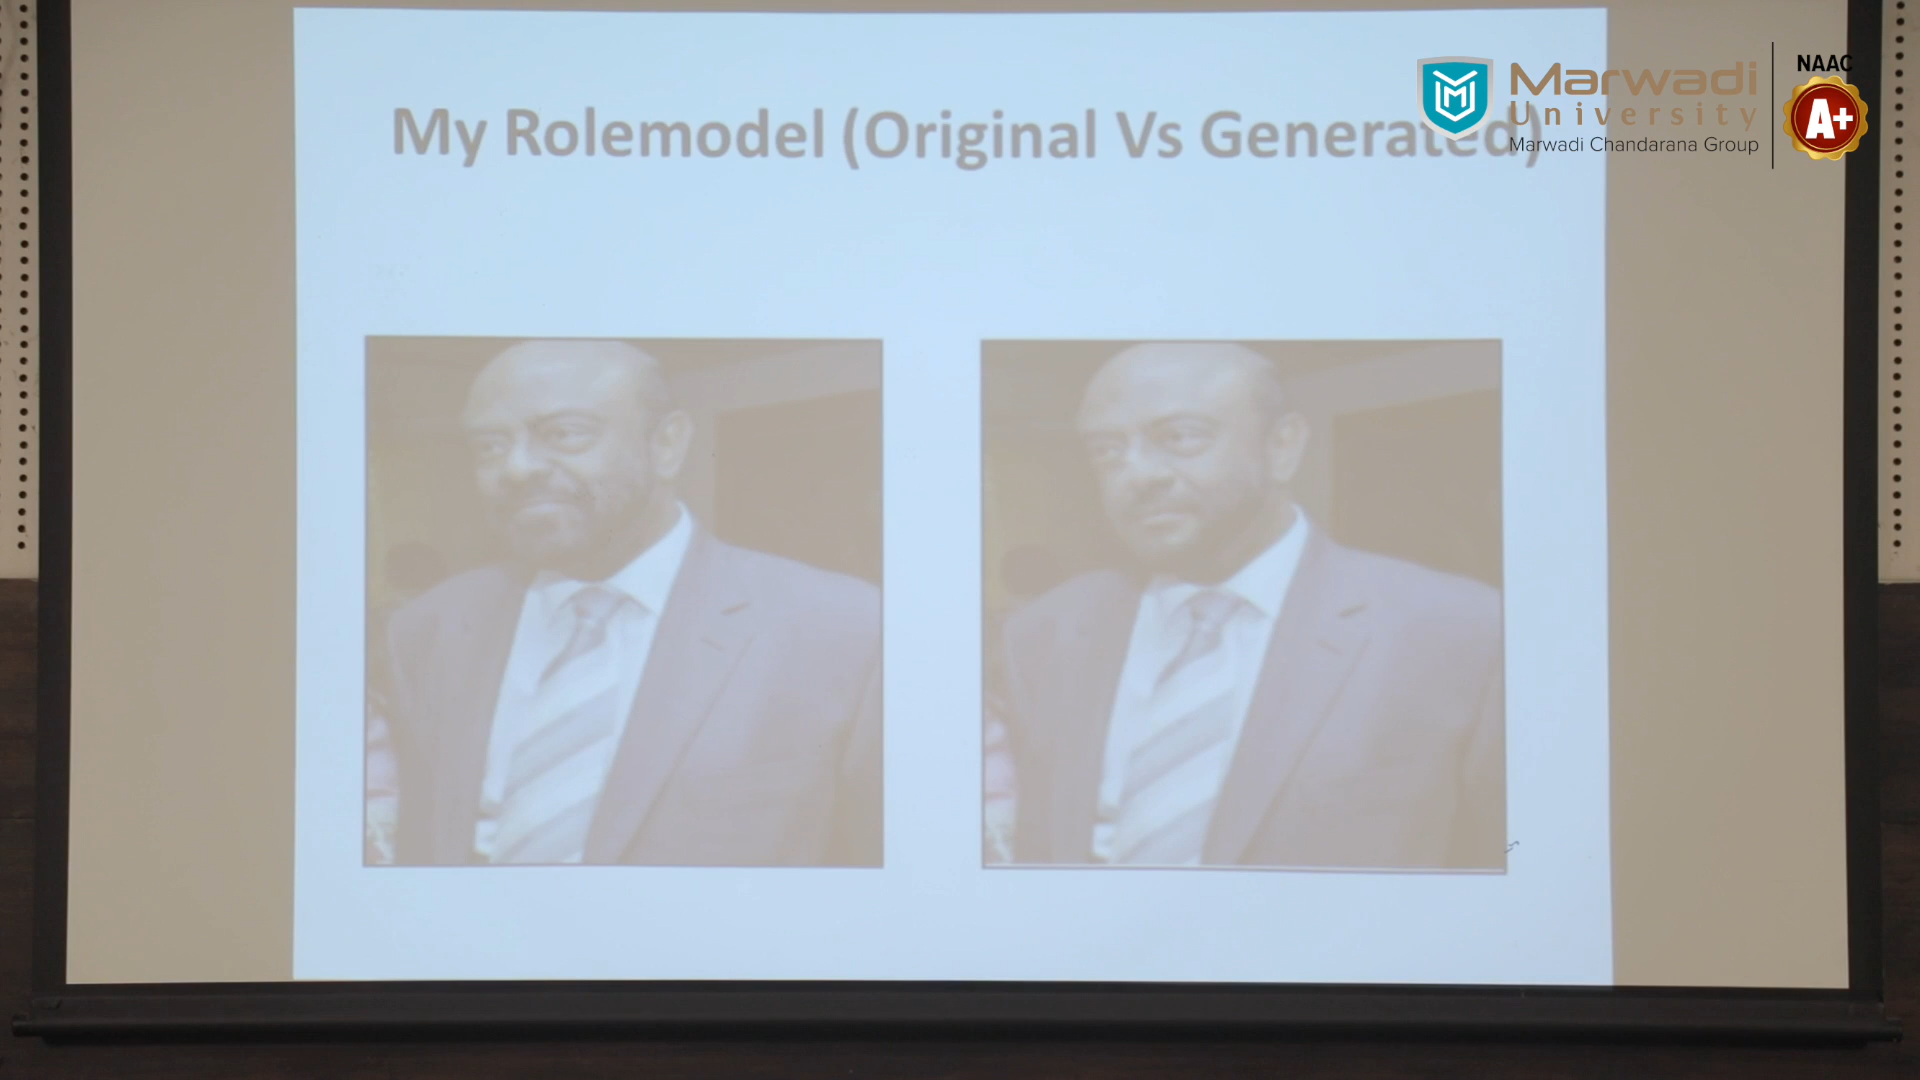 My Rolemodel (Original Vs Generated)
Marwadi
University
Marwadi Chandarana Group
NAAC
A+